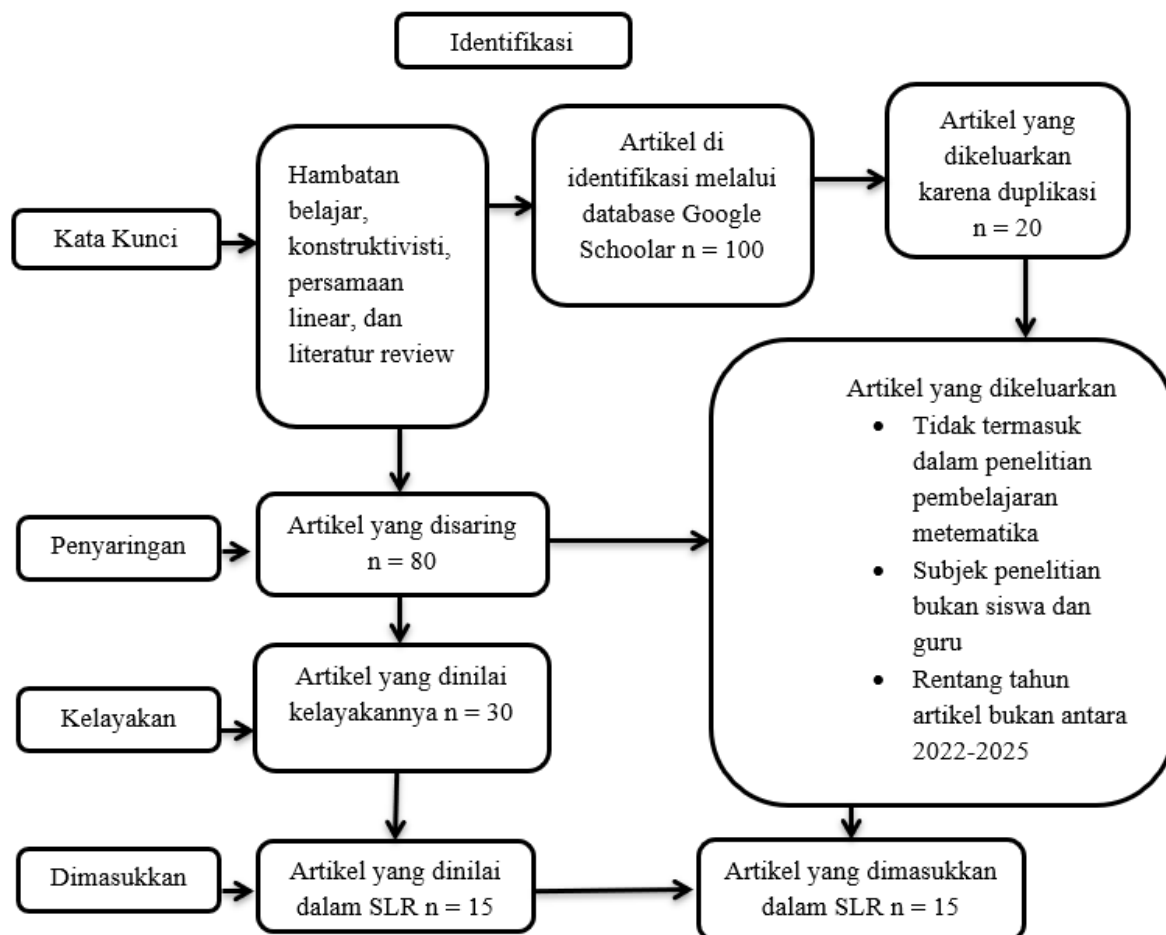 Identifikasi
Kata Kunci
Hambatan
belajar,
konstruktivisti,
persamaan
linear, dan
literatur review
Artikel di
identifikasi melalui
database Google
Schoolar n = 100
Artikel yang
dikeluarkan
karena duplikasi
n = 20
Penyaringan
Artikel yang disaring
n = 80
Artikel yang dikeluarkan
• Tidak termasuk
dalam penelitian
pembelajaran
metematika
• Subjek penelitian
bukan siswa dan
guru
• Rentang tahun
artikel bukan antara
2022-2025
Kelayakan
Artikel yang dinilai
kelayakannya n = 30
Dimasukkan
Artikel yang dinilai
dalam SLR n = 15
Artikel yang dimasukkan
dalam SLR n = 15